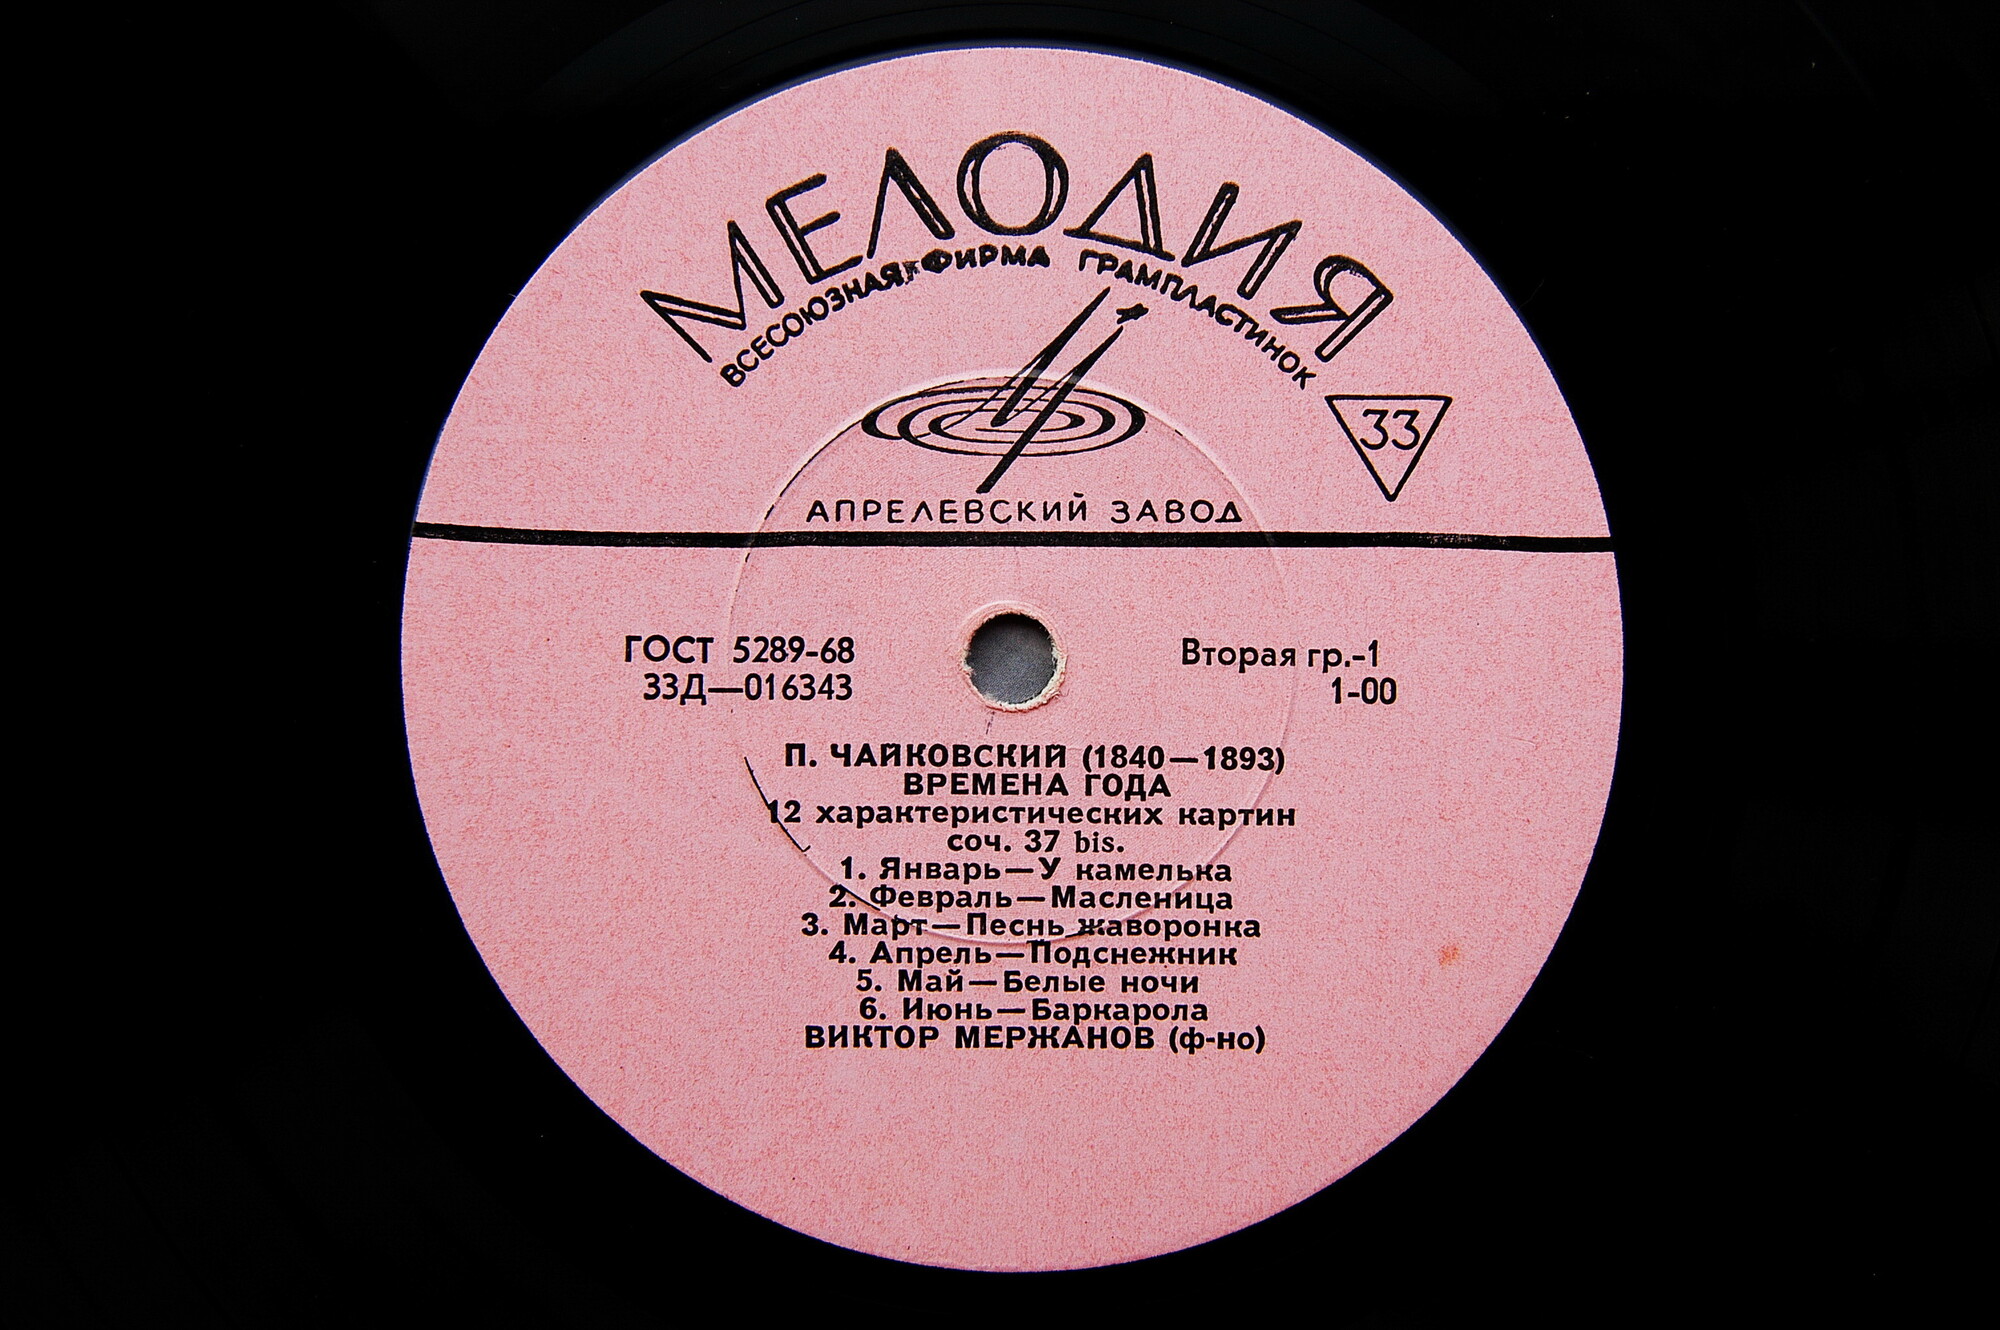 МЕЛОДИЯ
ВСЕСОЮЗНАЯ ФИРМА ГРАМПЛАСТИНОК
33
АПРЕЛЕВСКИЙ ЗАВОД
ГОСТ 5289-68
33Д—016343
Вторая гр.-1
1-00
П. ЧАЙКОВСКИЙ (1840—1893)
ВРЕМЕНА ГОДА
12 характеристических картин
соч. 37 bis.
1. Январь—У камелька
2. Февраль—Масленица
3. Март—Песнь жаворонка
4. Апрель—Подснежник
5. Май—Белые ночи
6. Июнь—Баркарола
ВИКТОР МЕРЖАНОВ (ф-но)